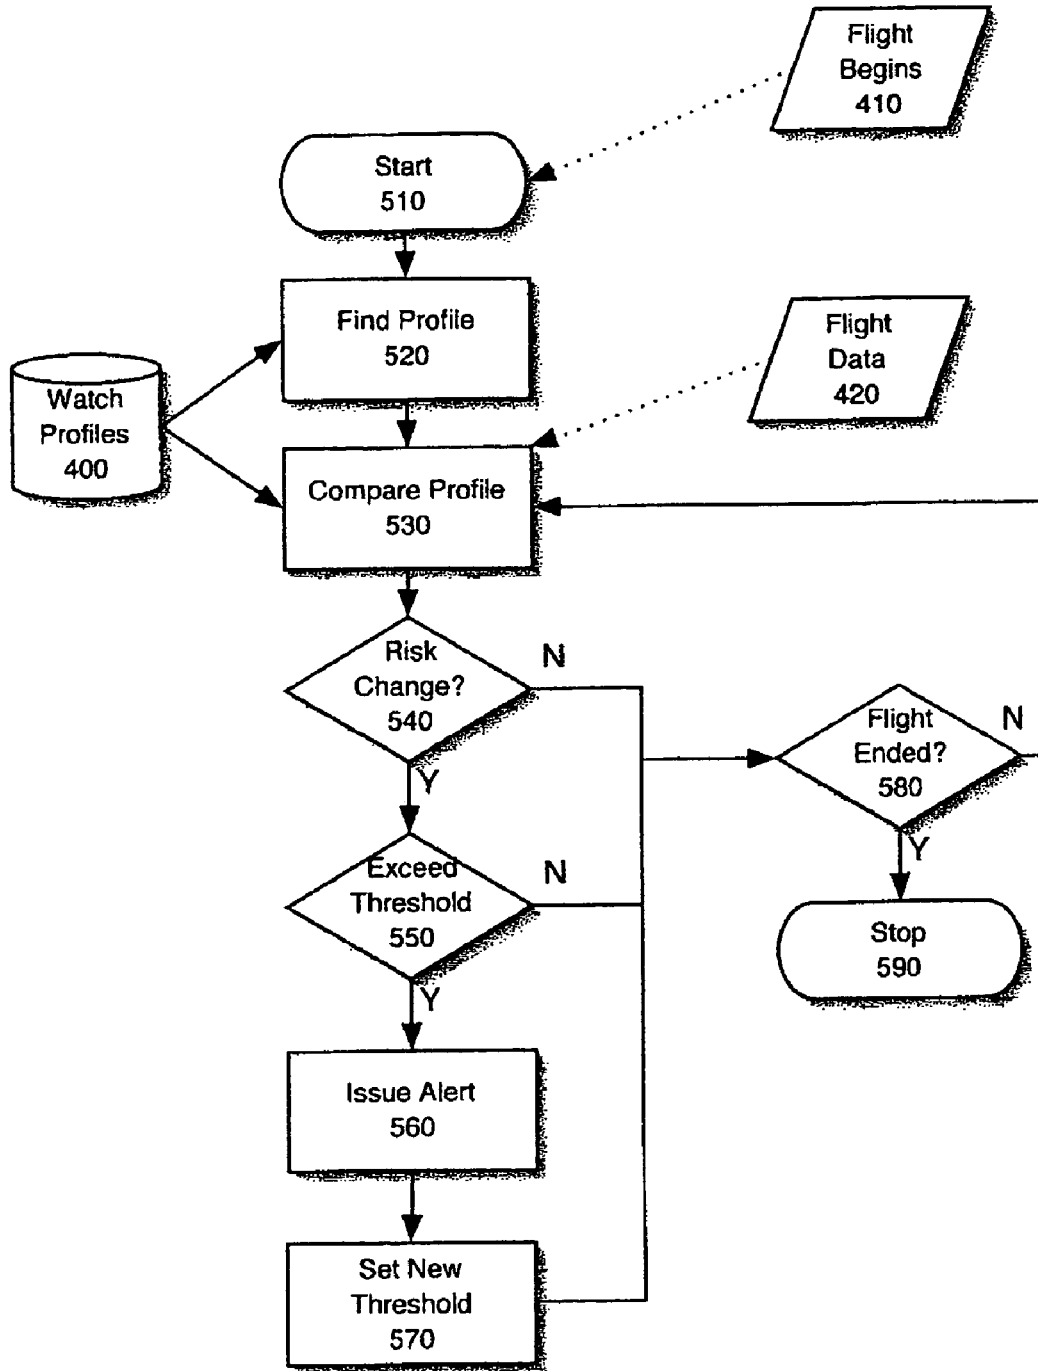 Flight
Begins
410
Start
510
Find Profile
520
Flight
Data
420
Watch
Profiles
400
Compare Profile
530
Risk
Change?
540
N
Y
Flight
Ended?
580
N
Y
Exceed
Threshold
550
N
Y
Stop
590
Issue Alert
560
Set New
Threshold
570